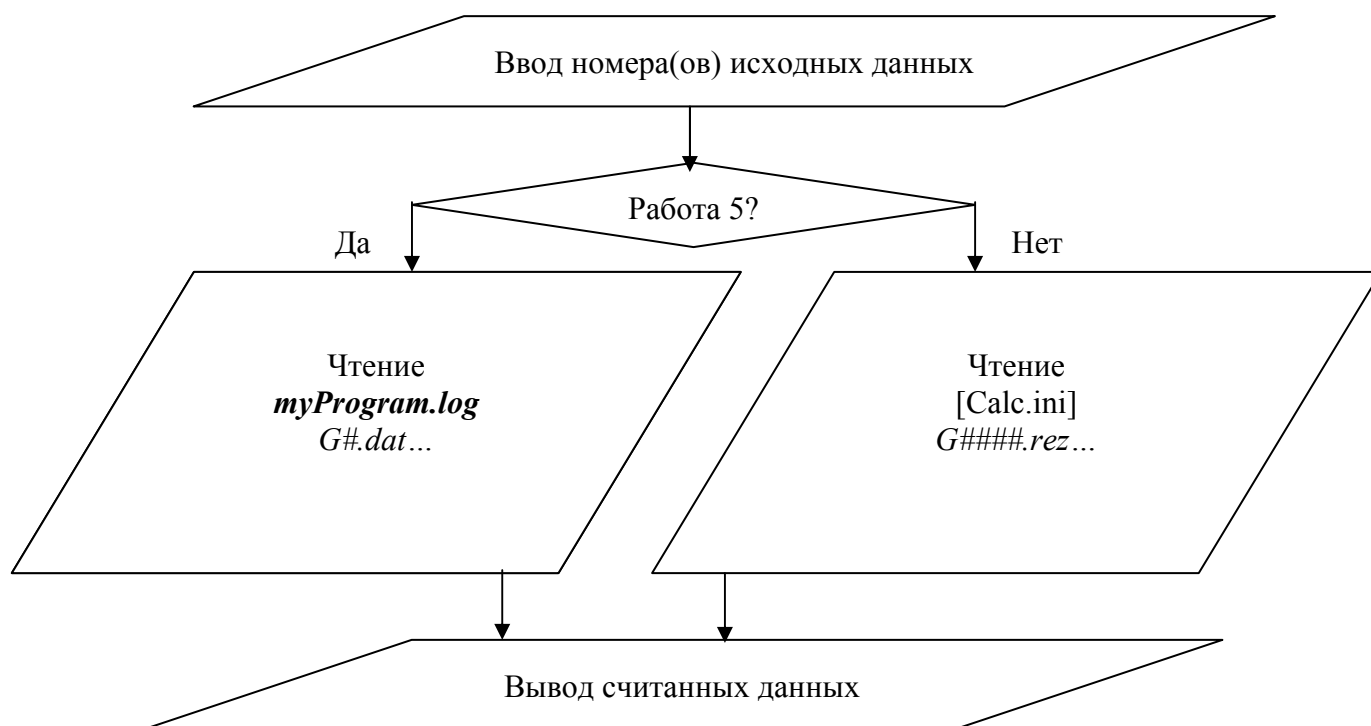 Ввод номера(ов) исходных данных
Работа 5?
Да
Нет
Чтение
myProgram.log
G#.dat…
Чтение
[Calc.ini]
G####.rez…
Вывод считанных данных